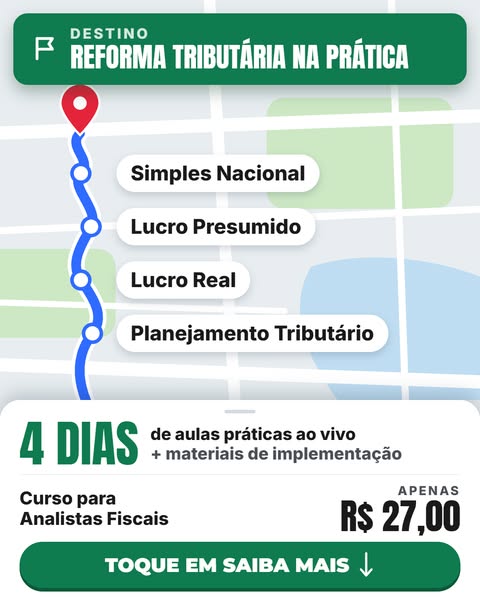 DESTINO
REFORMA TRIBUTÁRIA NA PRÁTICA
Simples Nacional
Lucro Presumido
Lucro Real
Planejamento Tributário
4 DIAS
de aulas práticas ao vivo
+ materiais de implementação
Curso para
Analistas Fiscais
APENAS
R$ 27,00
TOQUE EM SAIBA MAIS ↓